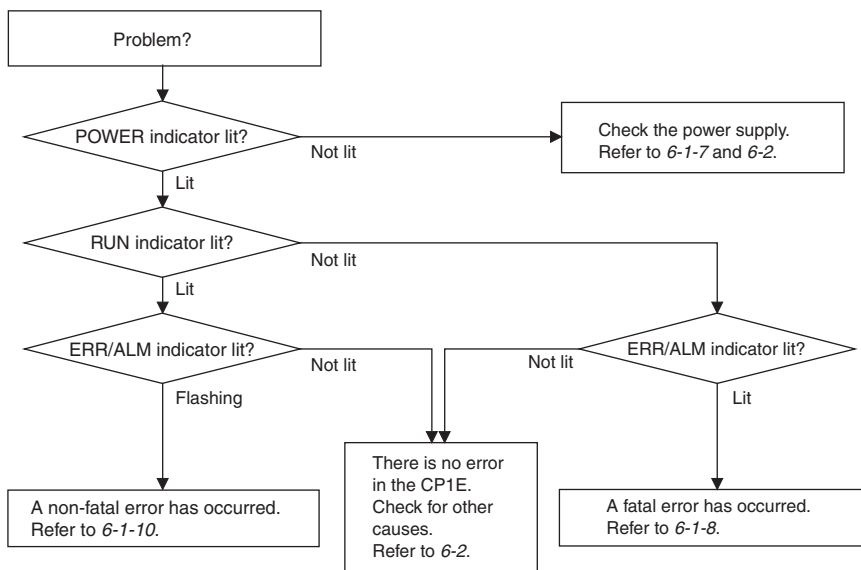 Problem?
POWER indicator lit?
Not lit
Check the power supply.
Refer to 6-1-7 and 6-2.
Lit
RUN indicator lit?
Not lit
Lit
ERR/ALM indicator lit?
Not lit
Flashing
Not lit
ERR/ALM indicator lit?
Lit
A non-fatal error has occurred.
Refer to 6-1-10.
There is no error
in the CP1E.
Check for other
causes.
Refer to 6-2.
A fatal error has occurred.
Refer to 6-1-8.